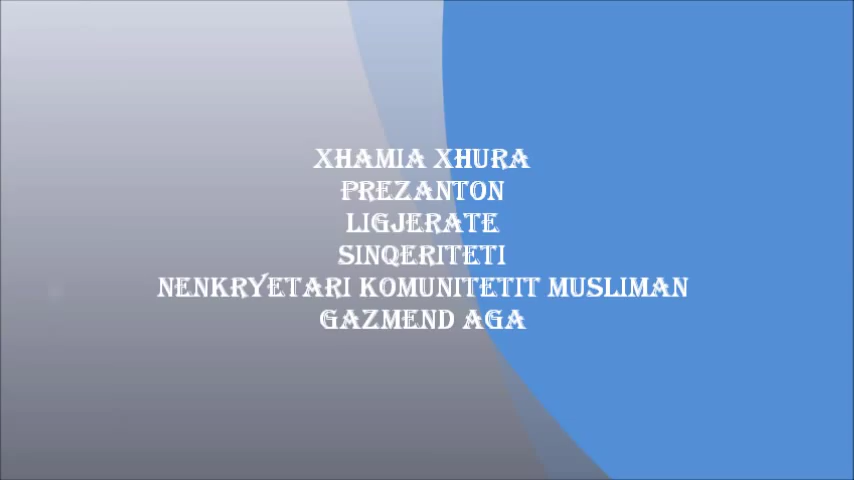 XHAMIA XHURA
PREZANTON
LIGJERATE
SINQERITETI
NENKRYETARI KOMUNITETIT MUSLIMAN
GAZMEND AGA